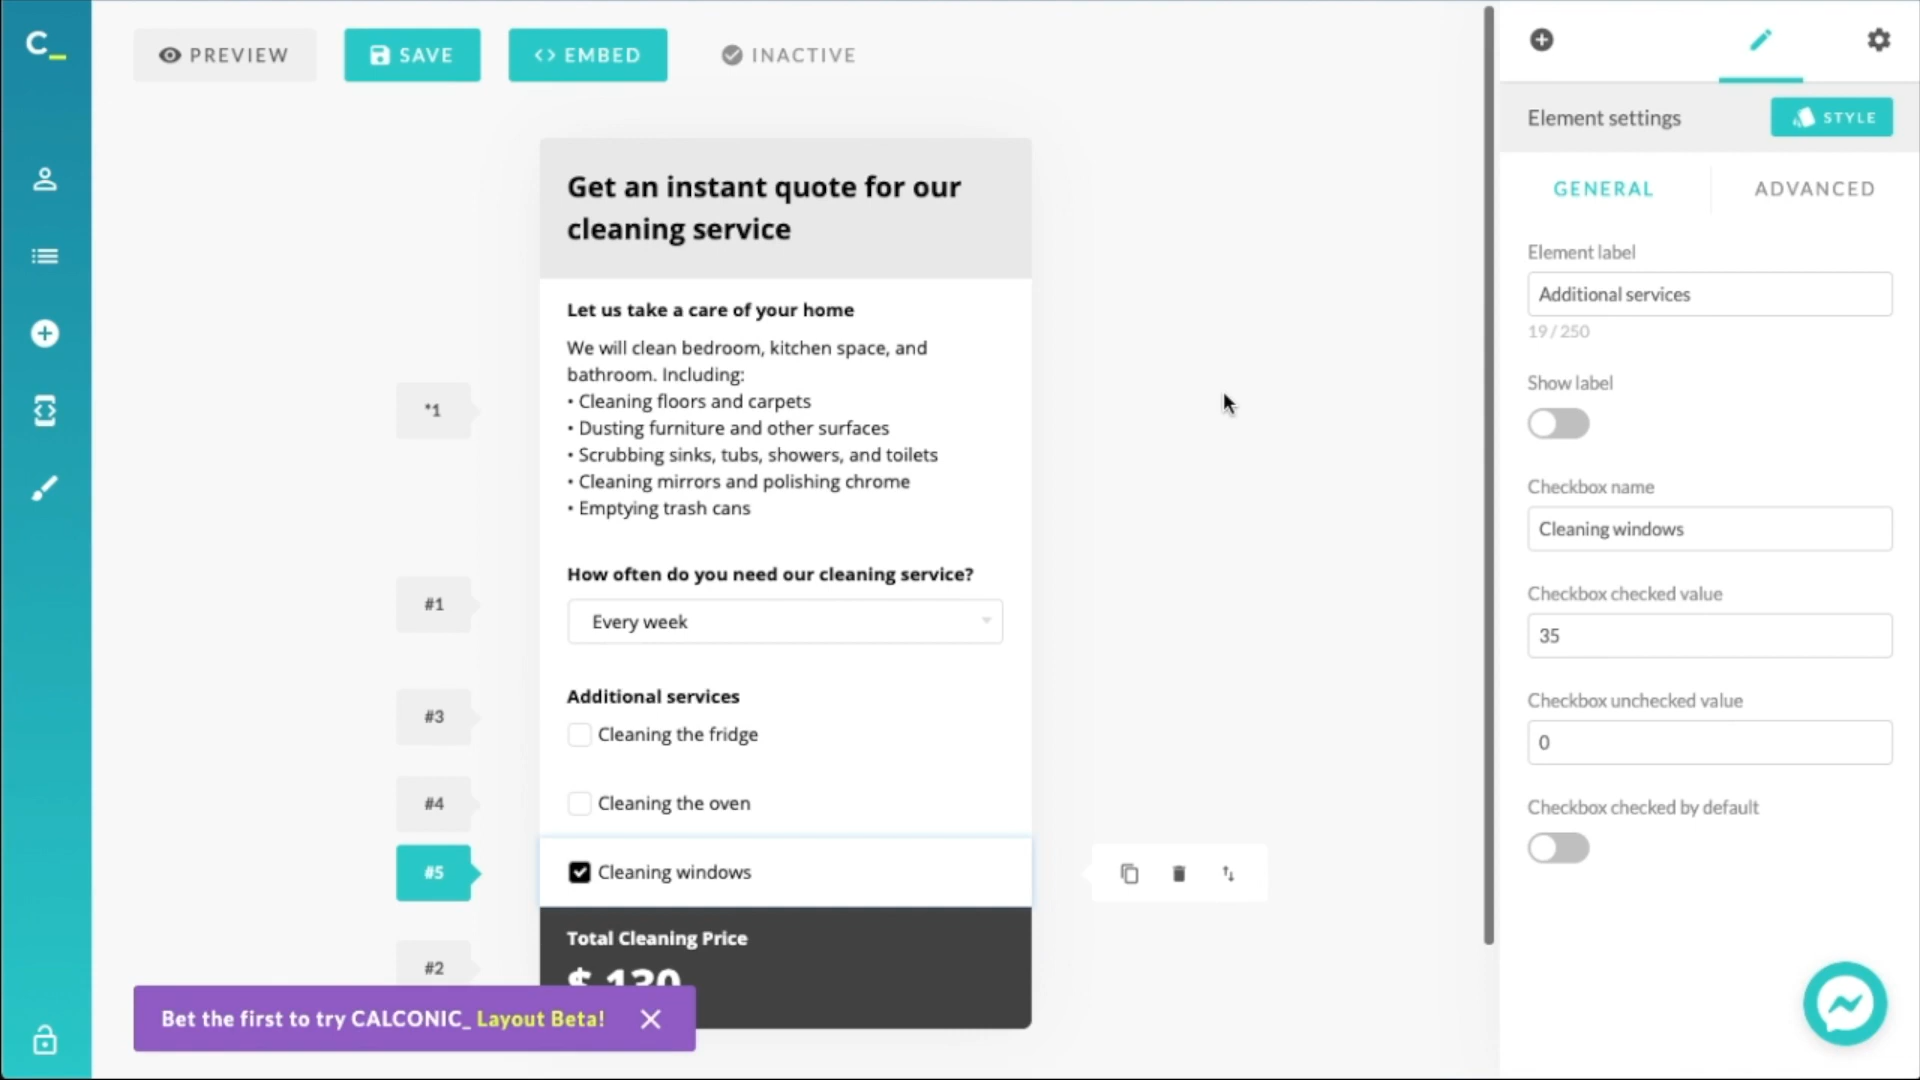 C_
PREVIEW
SAVE
<> EMBED
INACTIVE
Get an instant quote for our
cleaning service
Let us take a care of your home
We will clean bedroom, kitchen space, and
bathroom. Including:
• Cleaning floors and carpets
• Dusting furniture and other surfaces
• Scrubbing sinks, tubs, showers, and toilets
• Cleaning mirrors and polishing chrome
• Emptying trash cans
*1
How often do you need our cleaning service?
#1
Every week
Additional services
#3
Cleaning the fridge
#4
Cleaning the oven
#5
Cleaning windows
Total Cleaning Price
#2
$ 130
Bet the first to try CALCONIC_ Layout Beta!
Element settings
STYLE
GENERAL
ADVANCED
Element label
Additional services
19 / 250
Show label
Checkbox name
Cleaning windows
Checkbox checked value
35
Checkbox unchecked value
0
Checkbox checked by default